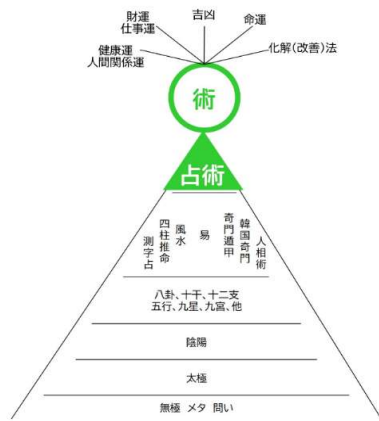 財運
仕事運
吉凶
命運
健康運
人間関係運
化解(改善)法
術
占術
測字占
四柱推命
風水
易
奇門遁甲
韓国奇門
人相術
八卦、十干、十二支
五行、九星、九宮、他
陰陽
太極
無極 メタ 問い